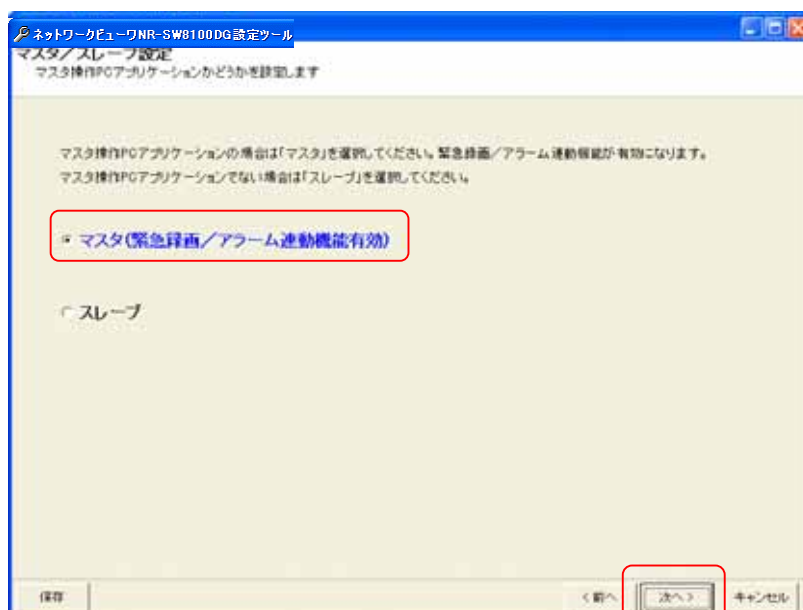 ネットワークビューワNR-SW8100DG設定ツール
マスタ／スレーブ設定
マスタ操作PCアプリケーションかどうかを設定します
マスタ操作PCアプリケーションの場合は「マスタ」を選択してください。緊急録画／アラーム連動機能が有効になります。
マスタ操作PCアプリケーションでない場合は「スレーブ」を選択してください。
マスタ(緊急録画／アラーム連動機能有効)
スレーブ
保存
< 前へ 次へ > キャンセル